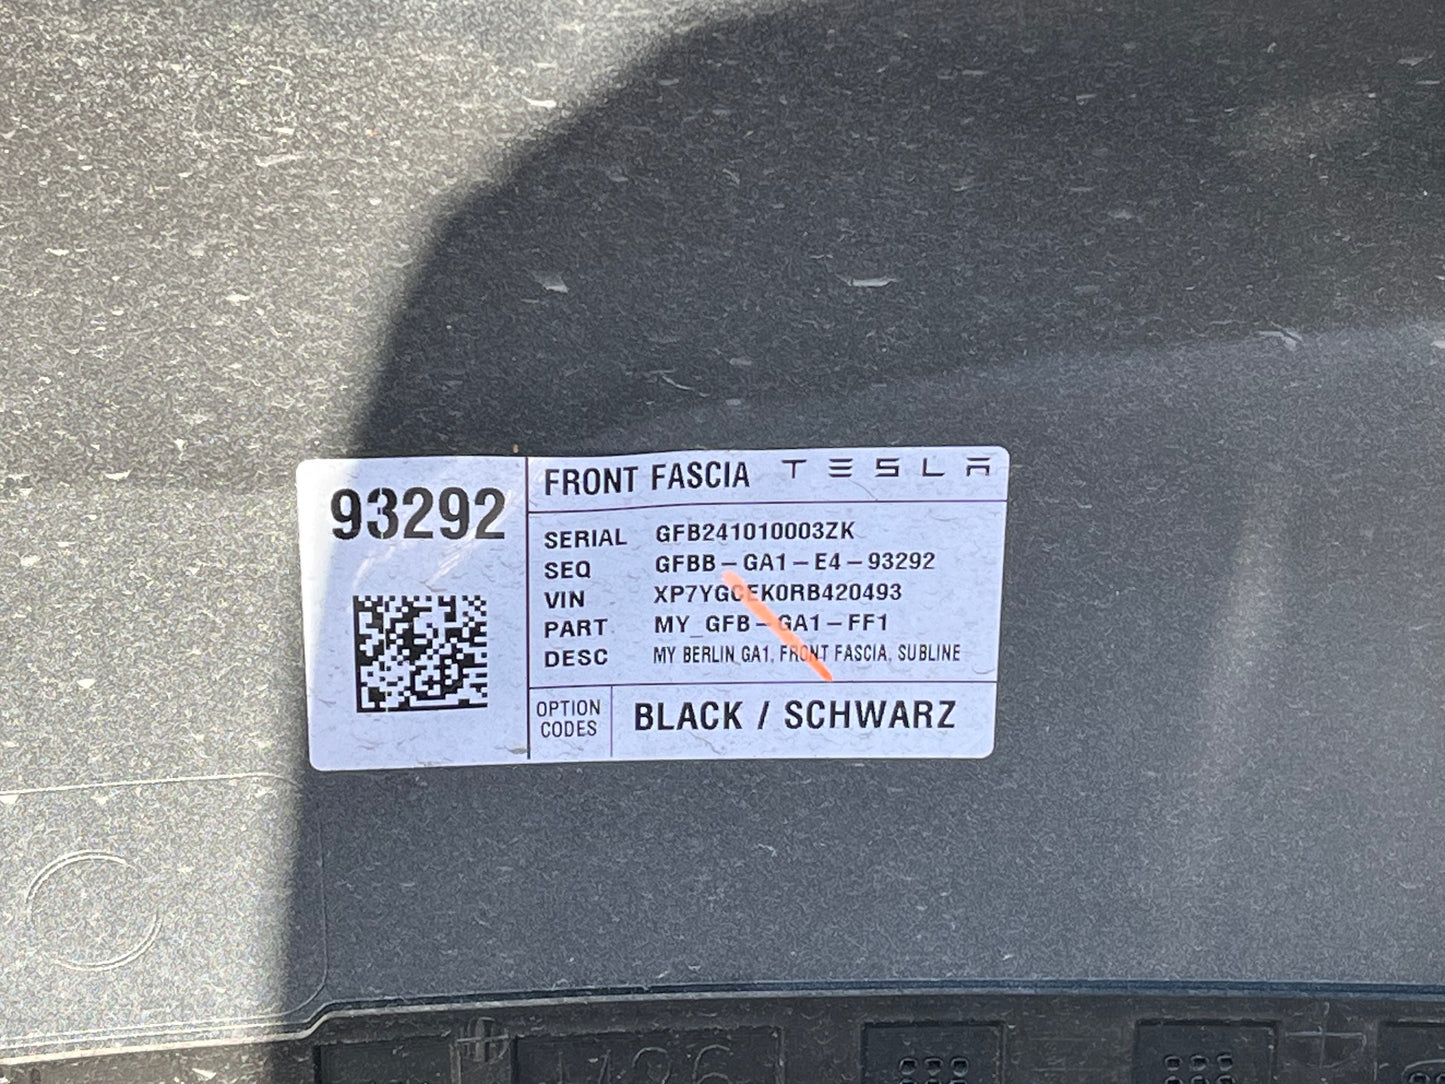 93292
FRONT FASCIA TESLA
SERIAL GFB241010003ZK
SEQ GFBB-GA1-E4-93292
VIN XP7YGCEK0RB420493
PART MY_GFB-GA1-FF1
DESC MY BERLIN GA1, FRONT FASCIA, SUBLINE
OPTION
CODES
BLACK / SCHWARZ